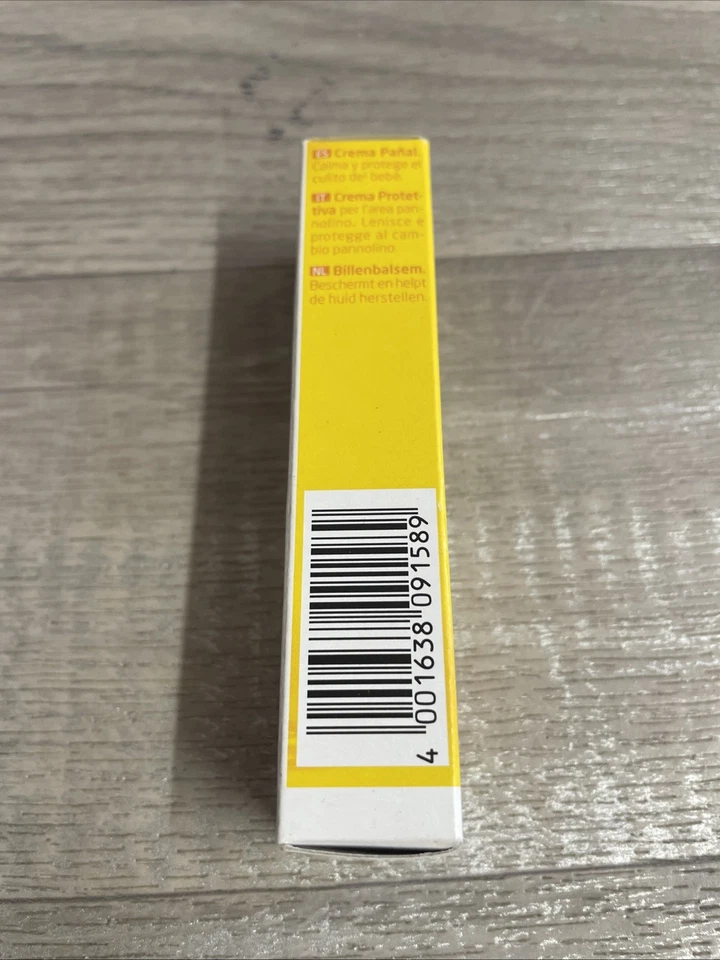 ES Crema Pañal.
Calma y protege el
culito del bebé.
IT Crema Protet-
tiva per l'area pan-
nolino. Lenisce e
protegge al cam-
bio pannolino.
NL Billenbalsem.
Beschermt en helpt
de huid herstellen.
4 001638 091589